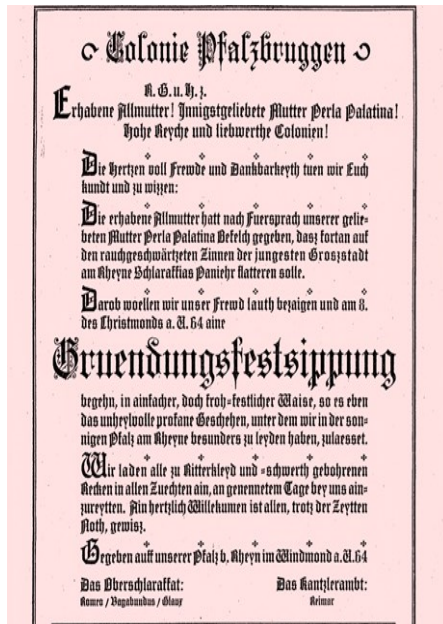 Colonie Pfalzbruggen
R. G. u. H. z.
Erhabene Allmutter! Innigstgeliebete Mutter Perla Palatina!
Hohe Reyche und liebwerthe Colonien!
Die Hertzen voll Frewde und Dankbarkeyth tuen wir Euch
kundt und zu wiszen:
Die erhabene Allmutter hatt nach Fuersprach unserer gelie-
beten Mutter Perla Palatina Befelch gegeben, dasz fortan auf
den rauchgeschwärtzeten Zinnen der jungesten Groszstadt
am Rheyne Schlaraffias Paniehr flatteren solle.
Darob woellen wir unser Frewd lauth bezaigen und am 8.
des Christmonds a. U. 64 aine
Gruendungsfestsippung
begehn, in ainfacher, doch froh-festlicher Waise, so es eben
das unheylvolle profane Geschehen, unter dem wir in der son-
nigen Pfalz am Rheyne besunders zu leyden haben, zulaesset.
Wir laden alle zu Ritterkleyd und -schwerth gebohrenen
Recken in allen Zuechten ain, an genennetem Tage bey uns ain-
zureytten. Ain hertzlich Willekumen ist allen, trotz der Zeytten
Noth, gewisz.
Gegeben auff unserer Pfalz b. Rheyn im Windmond a. U. 64
Das Oberschlaraffat:
Das Kantzlerambt:
Romeo / Vagabundus / Glaux
Reimar